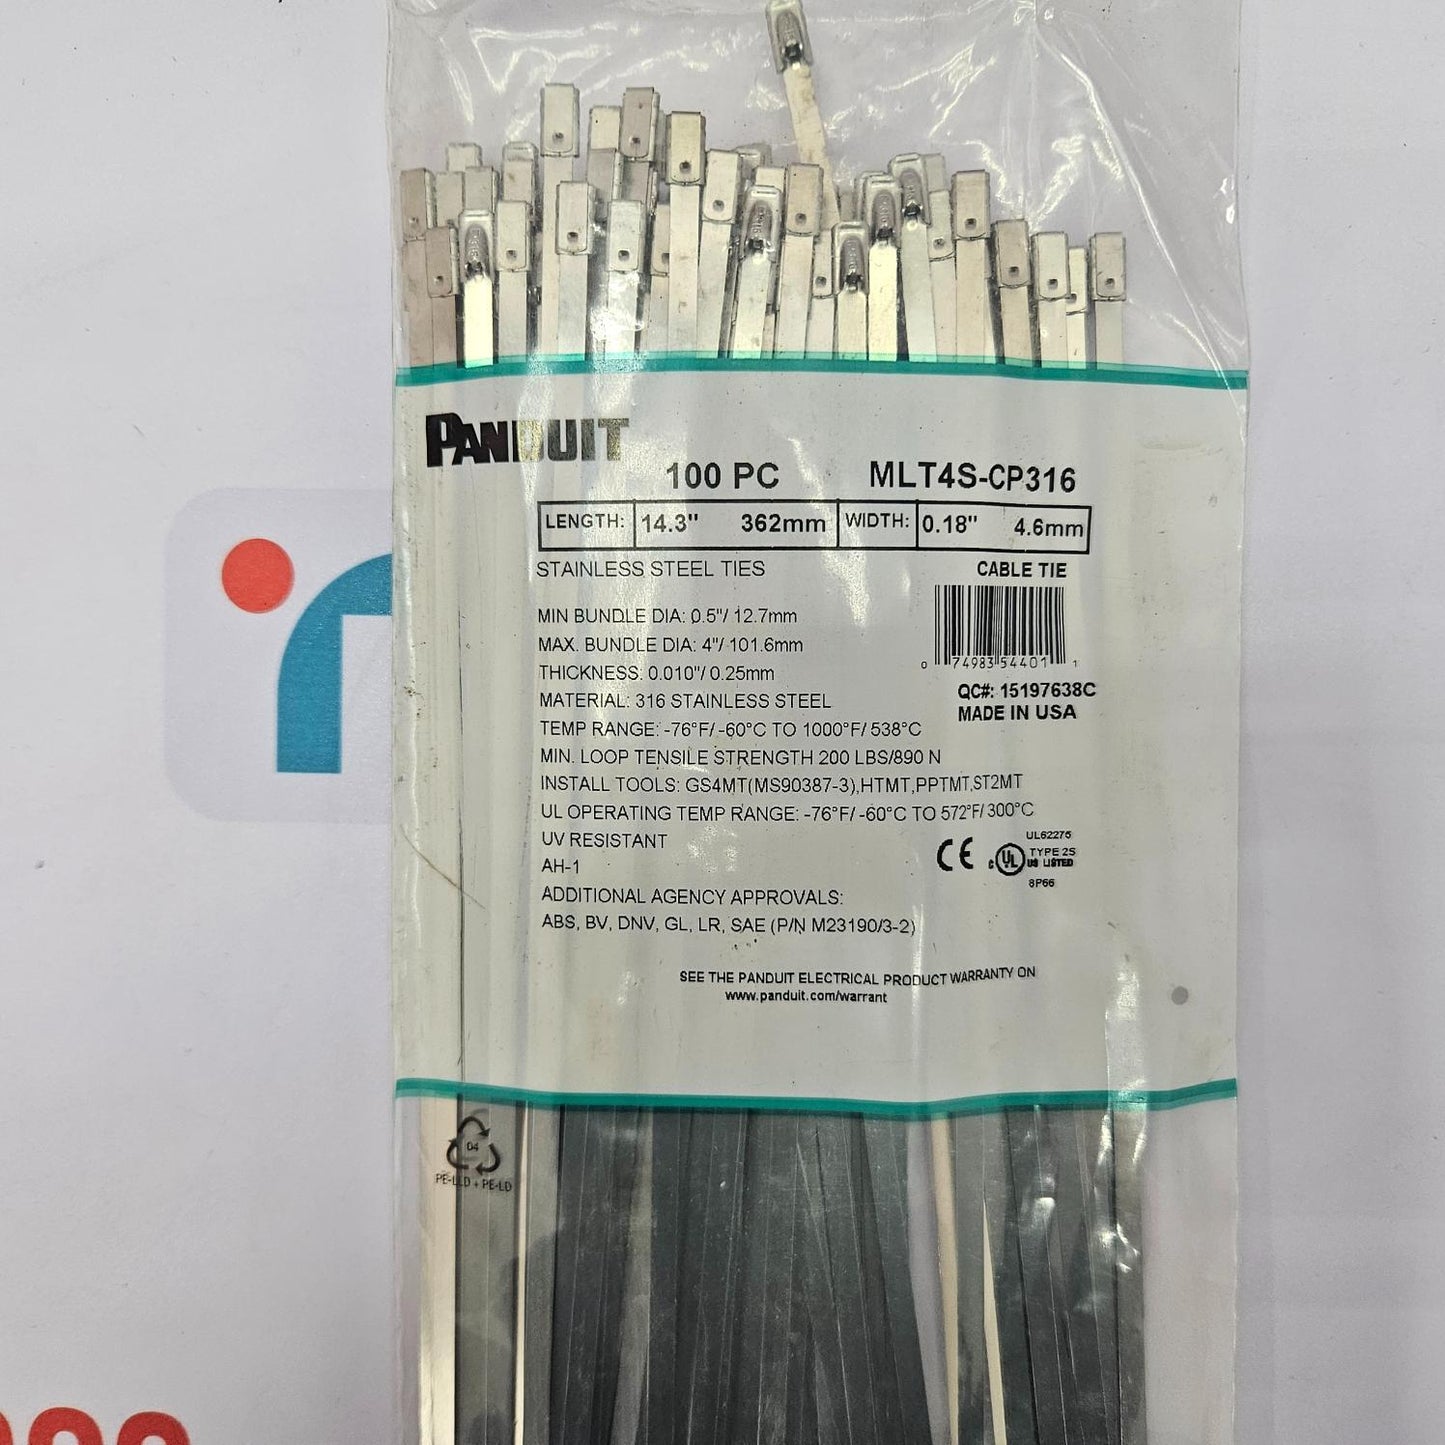 PANDUIT
100 PC MLT4S-CP316
LENGTH: 14.3" 362mm WIDTH: 0.18" 4.6mm
STAINLESS STEEL TIES CABLE TIE
MIN BUNDLE DIA: 0.5"/ 12.7mm
MAX. BUNDLE DIA: 4"/ 101.6mm
THICKNESS: 0.010"/ 0.25mm
MATERIAL: 316 STAINLESS STEEL
TEMP RANGE: -76°F/ -60°C TO 1000°F/ 538°C
MIN. LOOP TENSILE STRENGTH 200 LBS/890 N
INSTALL TOOLS: GS4MT(MS90387-3),HTMT,PPTMT,ST2MT
UL OPERATING TEMP RANGE: -76°F/ -60°C TO 572°F/ 300°C
UV RESISTANT
AH-1
ADDITIONAL AGENCY APPROVALS:
ABS, BV, DNV, GL, LR, SAE (P/N M23190/3-2)
0 74983 54401 1
QC#: 15197638C
MADE IN USA
CE
UL62275
c UL us TYPE 2S
LISTED
8P66
SEE THE PANDUIT ELECTRICAL PRODUCT WARRANTY ON
www.panduit.com/warrant
04
PE-LLD + PE-LD